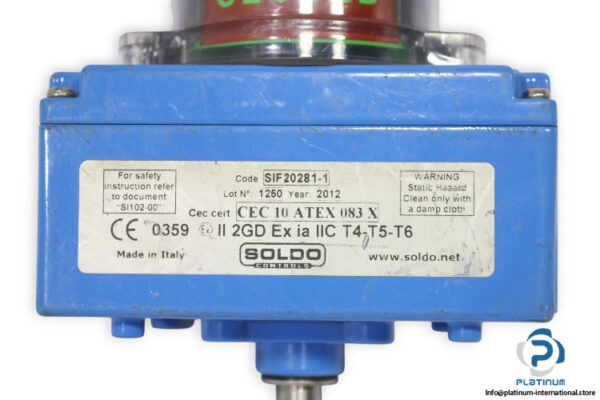 For safety
instruction refer
to document
"SI102-00"
Code SIF20281-1
Lot N°: 1250 Year: 2012
WARNING
Static Hazard
Clean only with
a damp cloth
Cec cert CEC 10 ATEX 083 X
CE 0359 Ex II 2GD Ex ia IIC T4-T5-T6
Made in Italy
SOLDO
CONTROLS
www.soldo.net
PLATINUM
Info@platinum-international.store